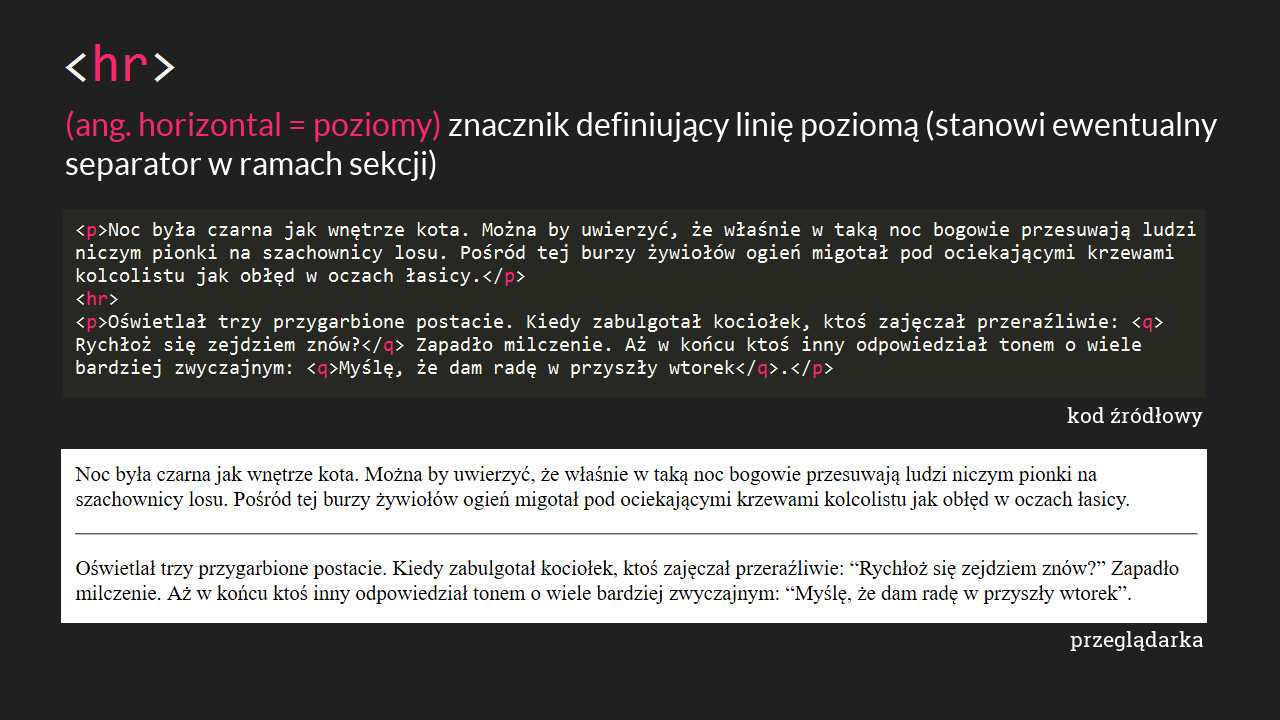 <hr>
(ang. horizontal = poziomy) znacznik definiujący linię poziomą (stanowi ewentualny
separator w ramach sekcji)
<p>Noc była czarna jak wnętrze kota. Można by uwierzyć, że właśnie w taką noc bogowie przesuwają ludzi
niczym pionki na szachownicy losu. Pośród tej burzy żywiołów ogień migotał pod ociekającymi krzewami
kolcolistu jak obłęd w oczach łasicy.</p>
<hr>
<p>Oświetlał trzy przygarbione postacie. Kiedy zabulgotał kociołek, ktoś zajęczał przeraźliwie: <q>
Rychłoż się zejdziem znów?</q> Zapadło milczenie. Aż w końcu ktoś inny odpowiedział tonem o wiele
bardziej zwyczajnym: <q>Myślę, że dam radę w przyszły wtorek</q>.</p>
kod źródłowy
Noc była czarna jak wnętrze kota. Można by uwierzyć, że właśnie w taką noc bogowie przesuwają ludzi niczym pionki na
szachownicy losu. Pośród tej burzy żywiołów ogień migotał pod ociekającymi krzewami kolcolistu jak obłęd w oczach łasicy.
Oświetlał trzy przygarbione postacie. Kiedy zabulgotał kociołek, ktoś zajęczał przeraźliwie: “Rychłoż się zejdziem znów?” Zapadło
milczenie. Aż w końcu ktoś inny odpowiedział tonem o wiele bardziej zwyczajnym: “Myślę, że dam radę w przyszły wtorek”.
przeglądarka